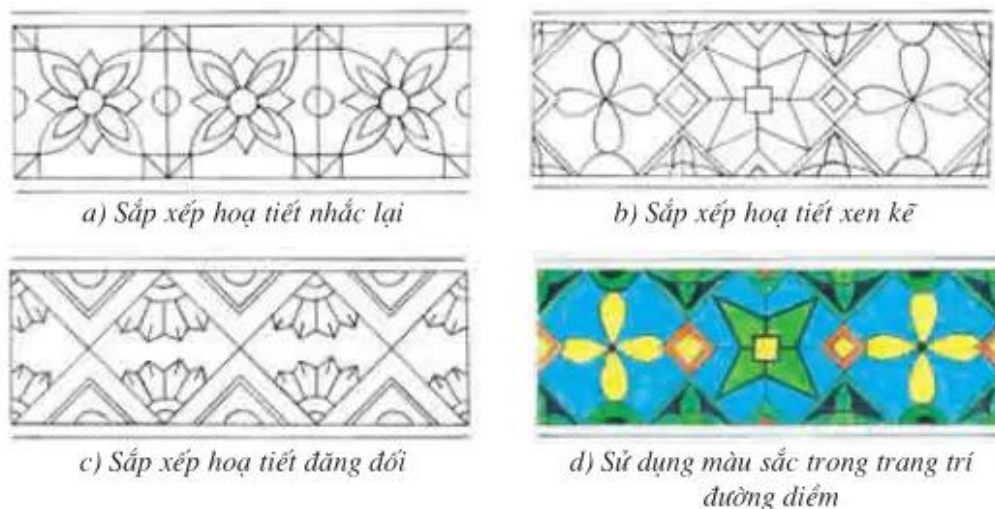 a) Sắp xếp hoạ tiết nhắc lại
b) Sắp xếp hoạ tiết xen kẽ
c) Sắp xếp hoạ tiết đăng đối
d) Sử dụng màu sắc trong trang trí
đường diềm